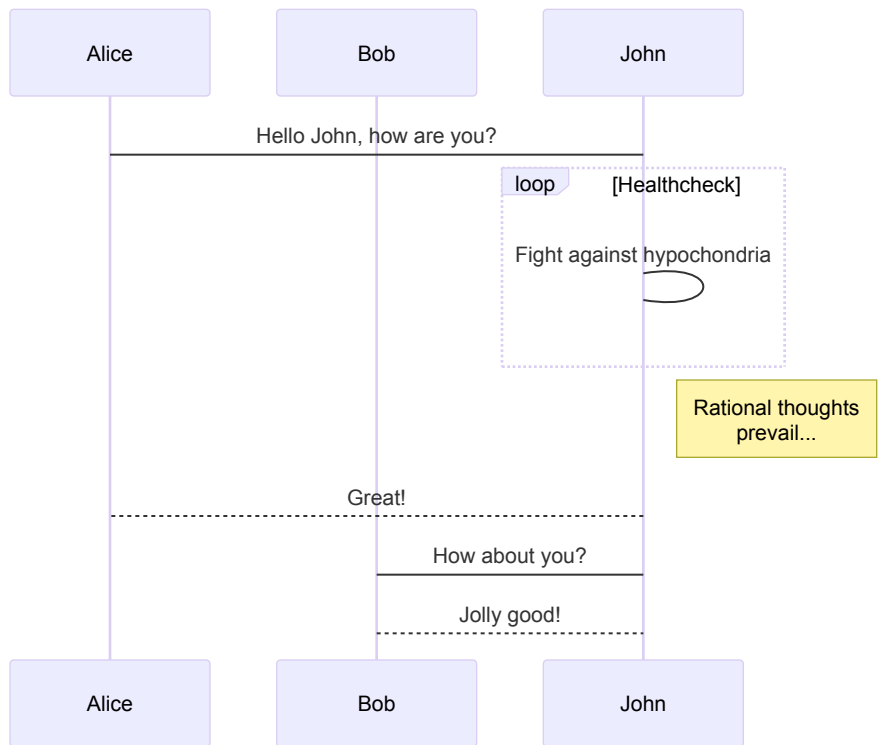 Alice
Bob
John
Hello John, how are you?
loop
[Healthcheck]
Fight against hypochondria
Rational thoughts
prevail...
Great!
How about you?
Jolly good!
Alice
Bob
John